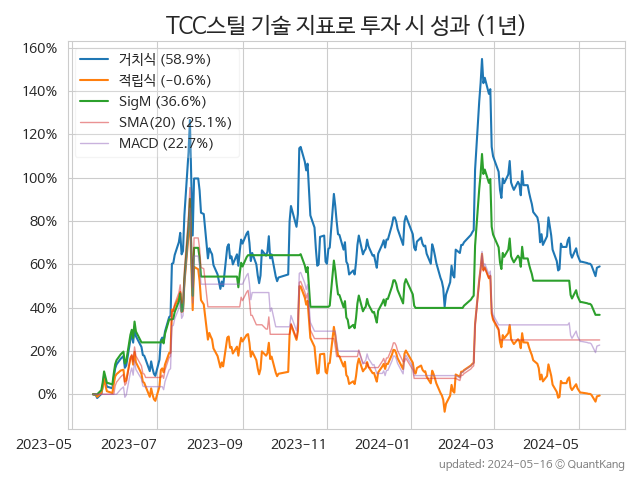 TCC스틸 기술 지표로 투자 시 성과 (1년)
160%
140%
120%
100%
80%
60%
40%
20%
0%
거치식 (58.9%)
적립식 (-0.6%)
SigM (36.6%)
SMA(20) (25.1%)
MACD (22.7%)
2023-05 2023-07 2023-09 2023-11 2024-01 2024-03 2024-05
updated: 2024-05-16 © QuantKang